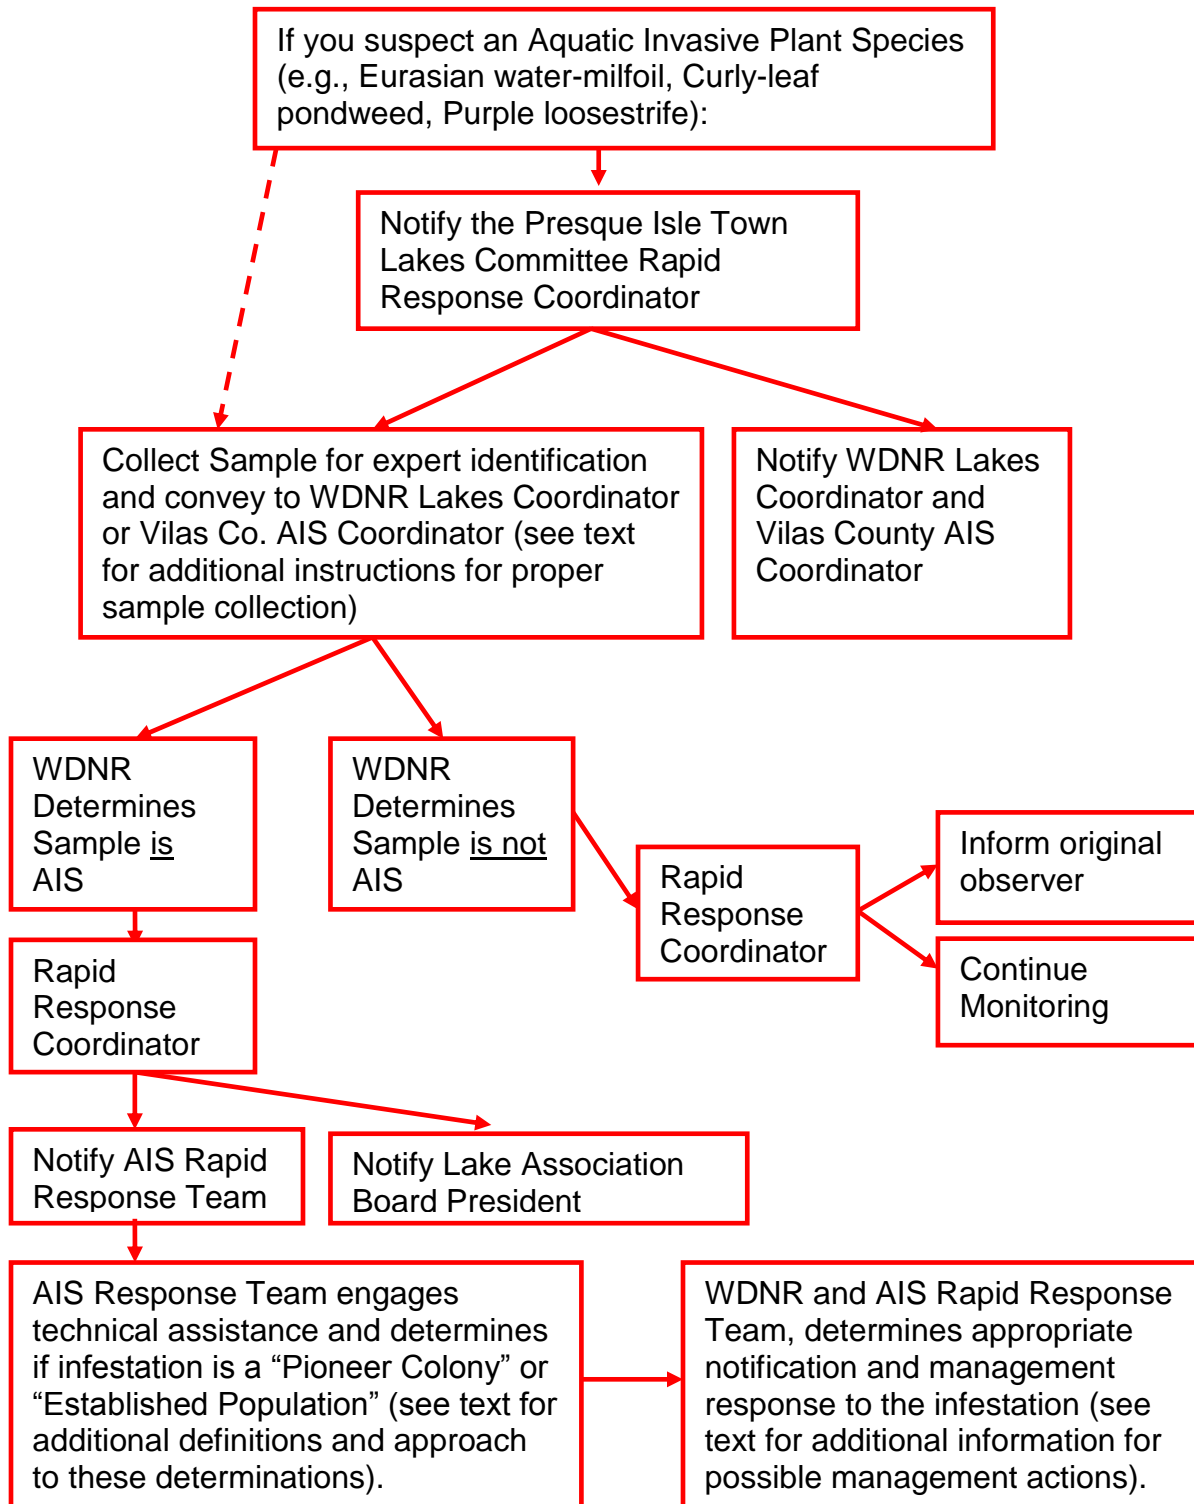 If you suspect an Aquatic Invasive Plant Species
(e.g., Eurasian water-milfoil, Curly-leaf
pondweed, Purple loosestrife):
Notify the Presque Isle Town
Lakes Committee Rapid
Response Coordinator
Collect Sample for expert identification
and convey to WDNR Lakes Coordinator
or Vilas Co. AIS Coordinator (see text
for additional instructions for proper
sample collection)
Notify WDNR Lakes
Coordinator and
Vilas County AIS
Coordinator
WDNR
Determines
Sample is
AIS
WDNR
Determines
Sample is not
AIS
Rapid
Response
Coordinator
Inform original
observer
Continue
Monitoring
Rapid
Response
Coordinator
Notify AIS Rapid
Response Team
Notify Lake Association
Board President
AIS Response Team engages
technical assistance and determines
if infestation is a “Pioneer Colony” or
“Established Population” (see text for
additional definitions and approach
to these determinations).
WDNR and AIS Rapid Response
Team, determines appropriate
notification and management
response to the infestation (see
text for additional information for
possible management actions).